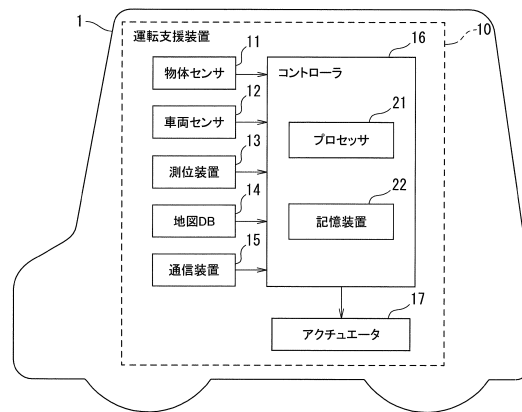 1
運転支援装置
10
11
物体センサ
12
車両センサ
13
測位装置
14
地図DB
15
通信装置
16
コントローラ
21
プロセッサ
22
記憶装置
17
アクチュエータ